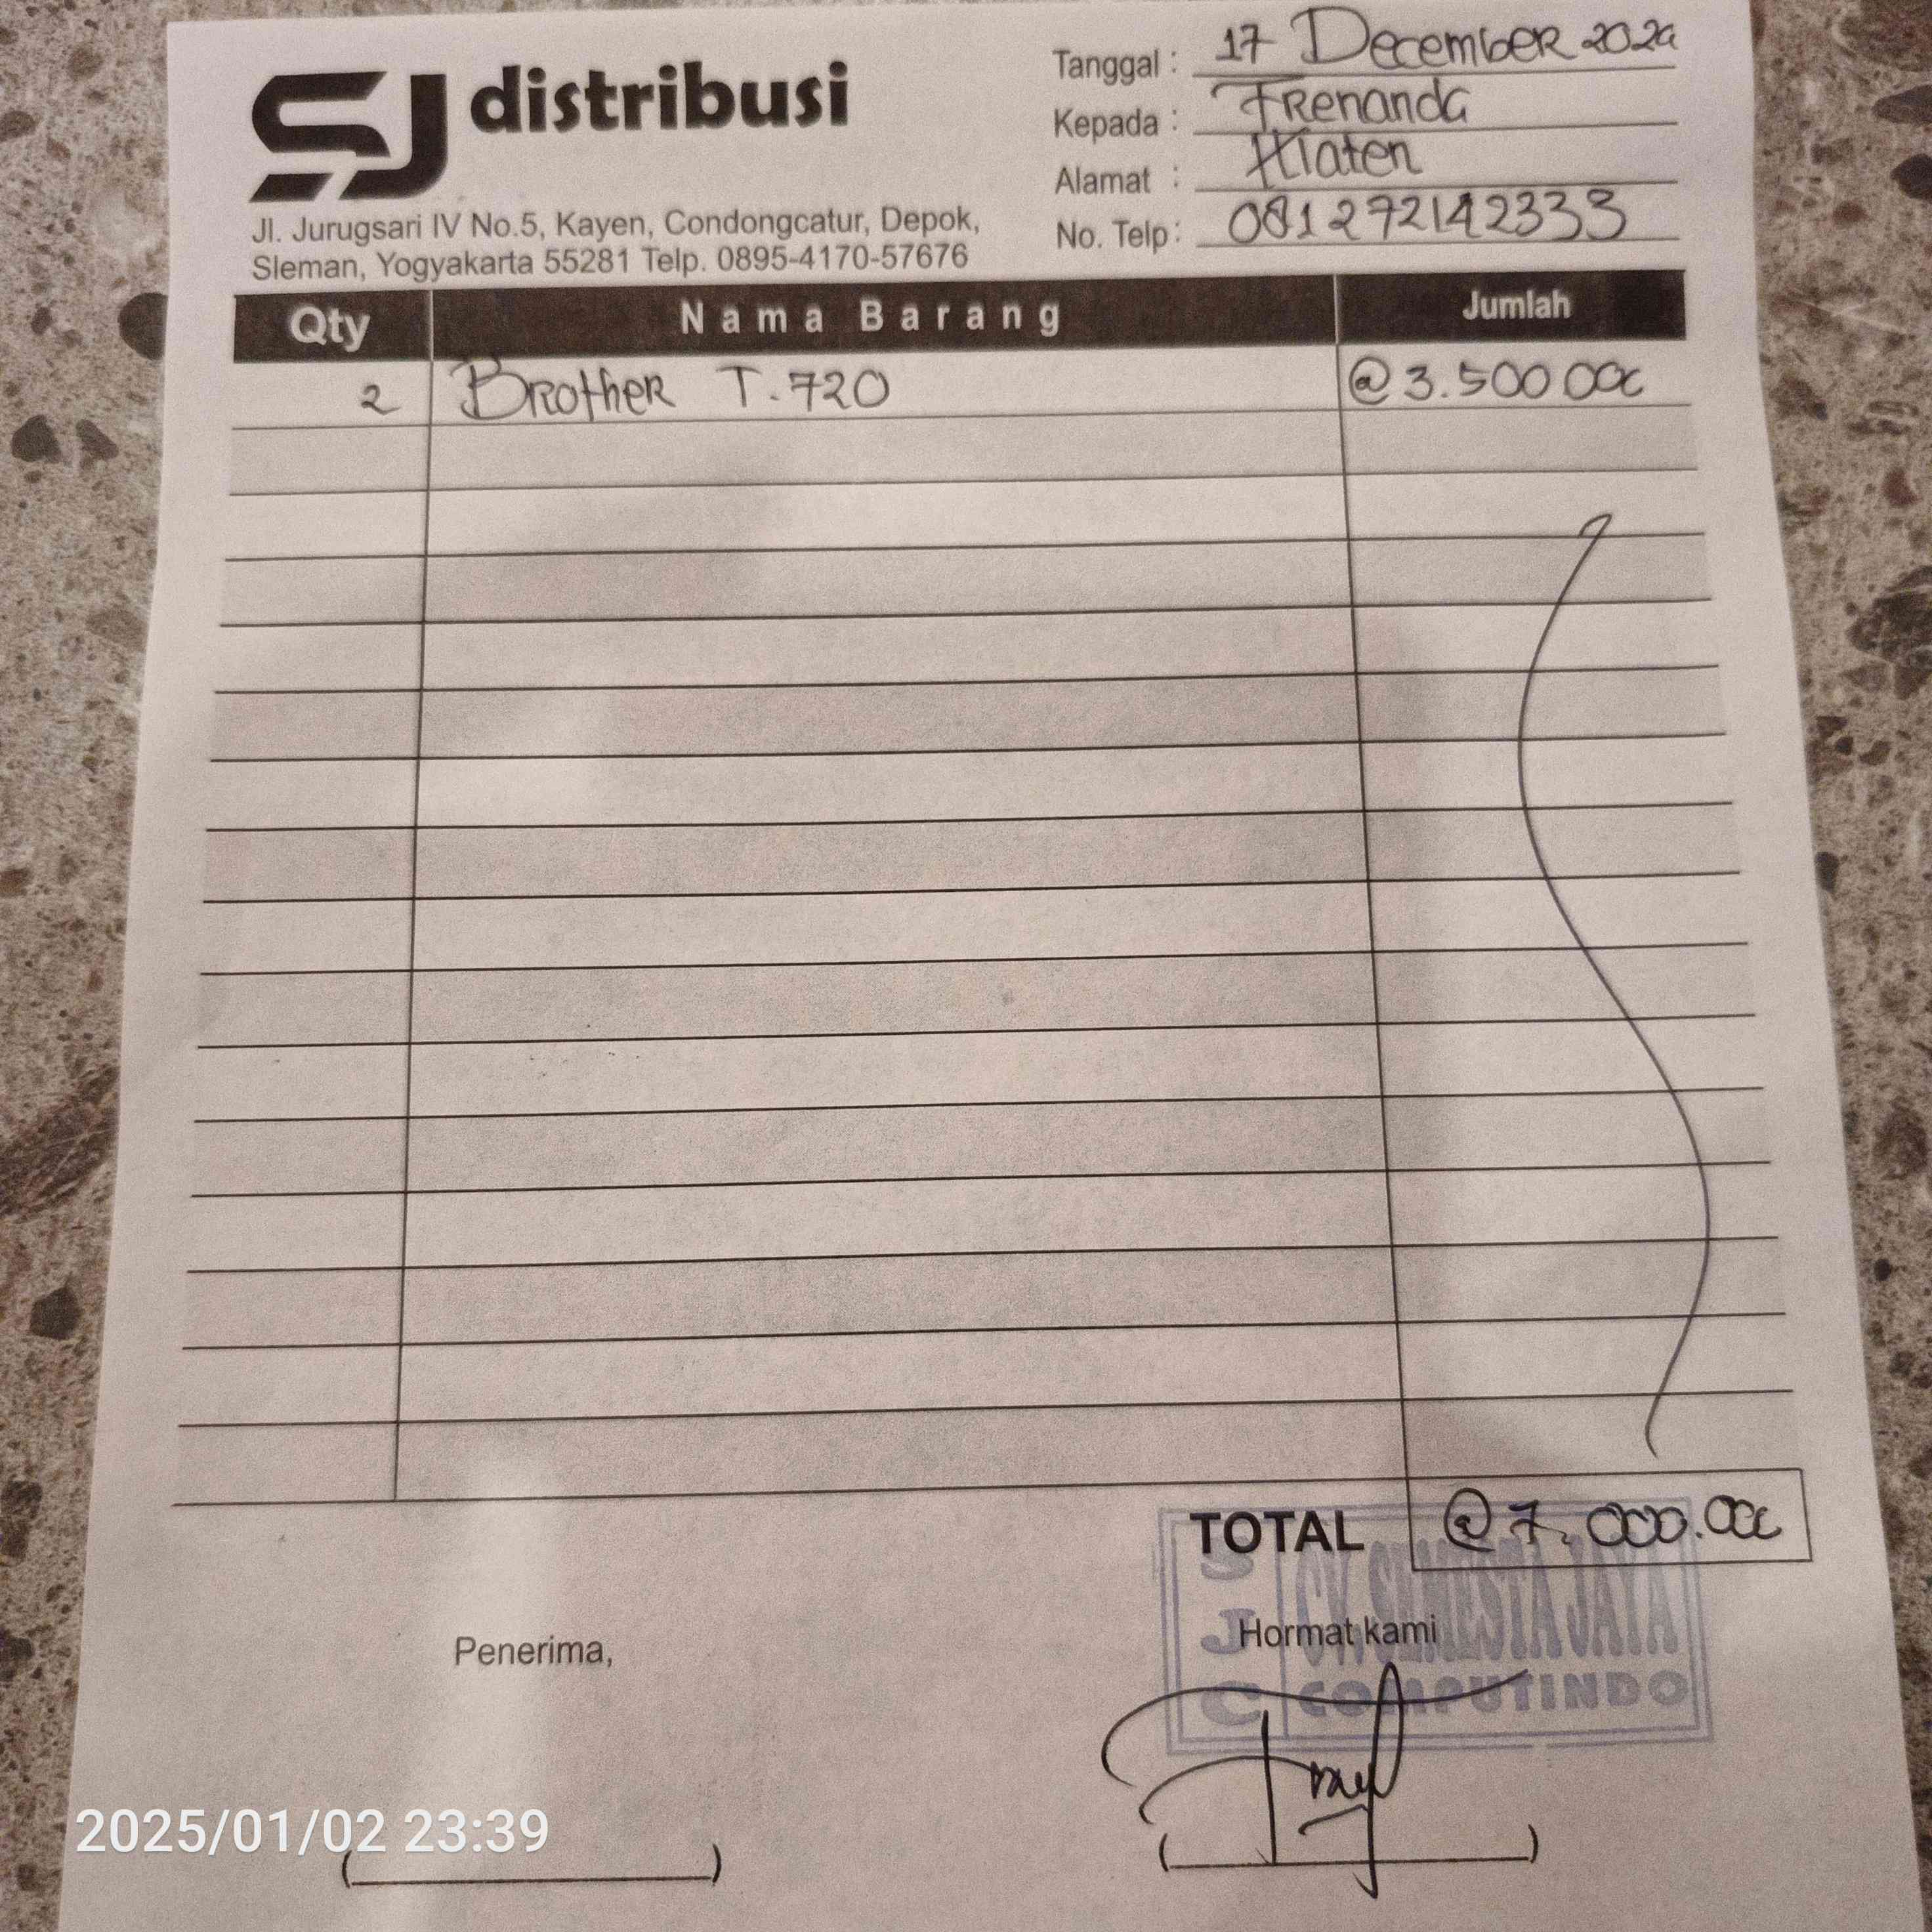 SJ distribusi
Jl. Jurugsari IV No.5, Kayen, Condongcatur, Depok,
Sleman, Yogyakarta 55281 Telp. 0895-4170-57676
Tanggal : 17 December 2024
Kepada : Frenanda
Alamat : Klaten
No. Telp : 081272142333
Qty Nama Barang Jumlah
2 Brother T.720 @ 3.500 000
TOTAL @ 7.000.000
SJC CV. SEMESTA JAYA
COMPUTINDO
Penerima, Hormat kami
2025/01/02 23:39